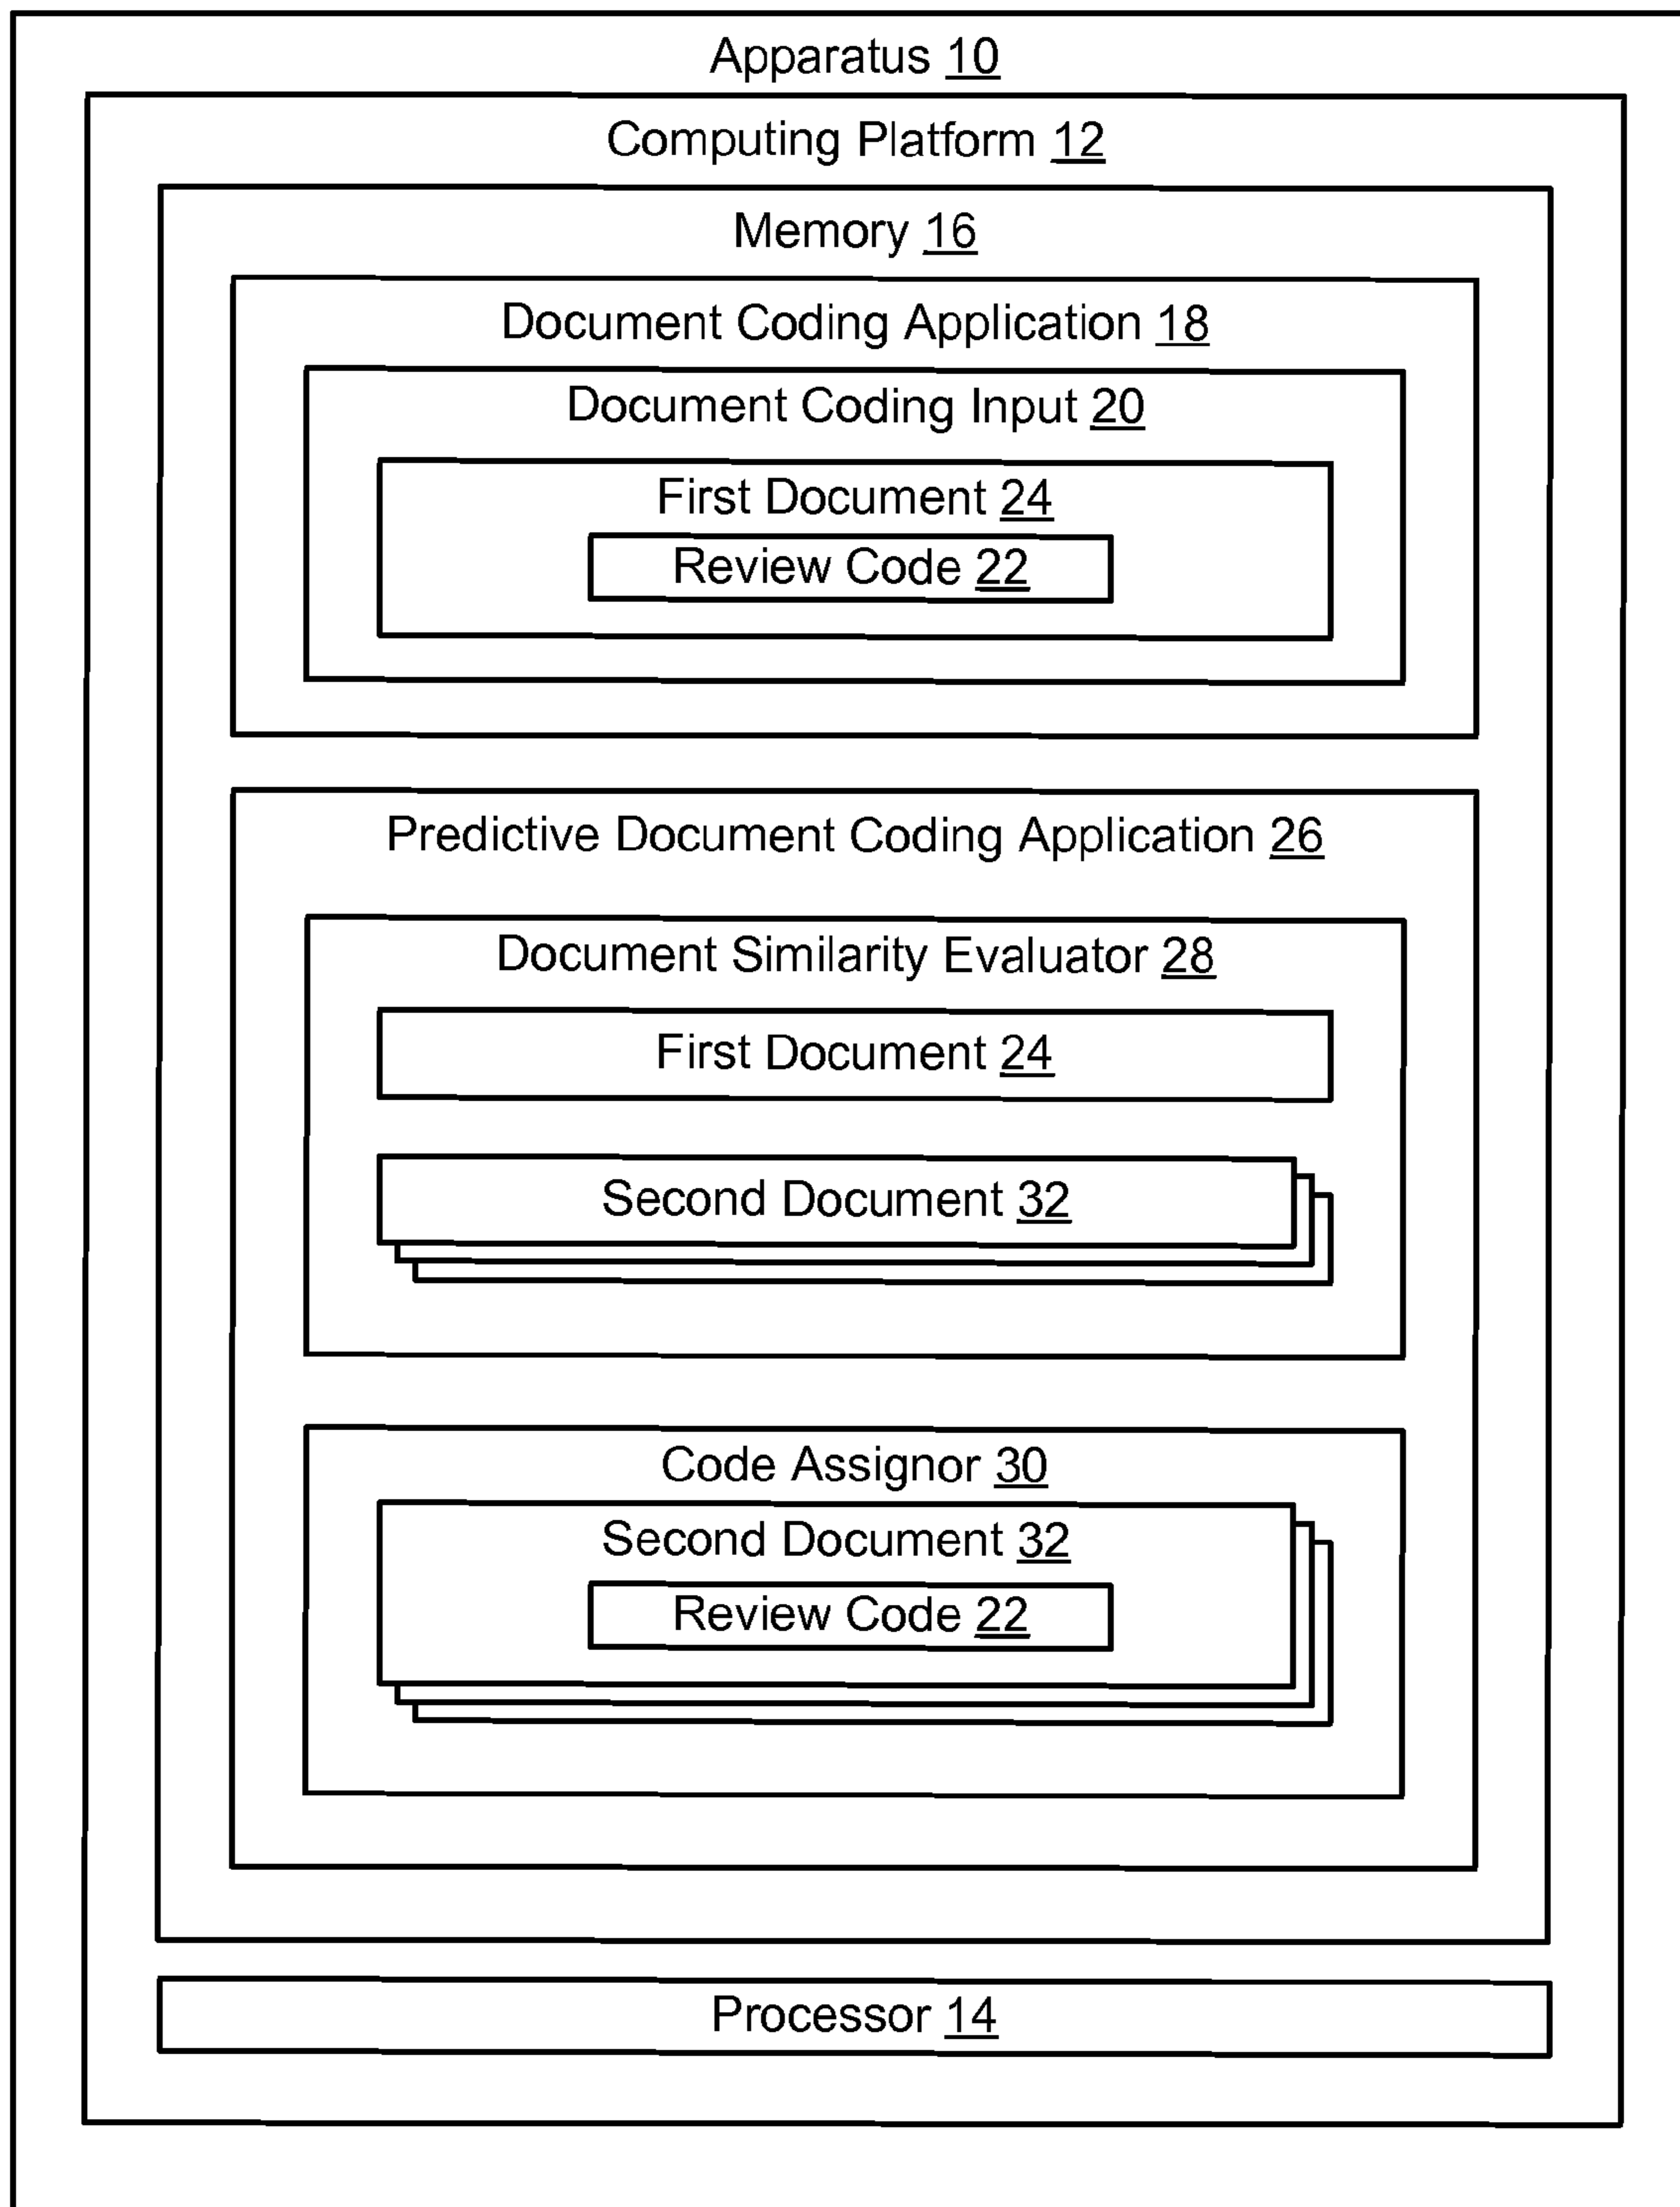 Apparatus 10
Computing Platform 12
Memory 16
Document Coding Application 18
Document Coding Input 20
First Document 24
Review Code 22
Predictive Document Coding Application 26
Document Similarity Evaluator 28
First Document 24
Second Document 32
Code Assignor 30
Second Document 32
Review Code 22
Processor 14